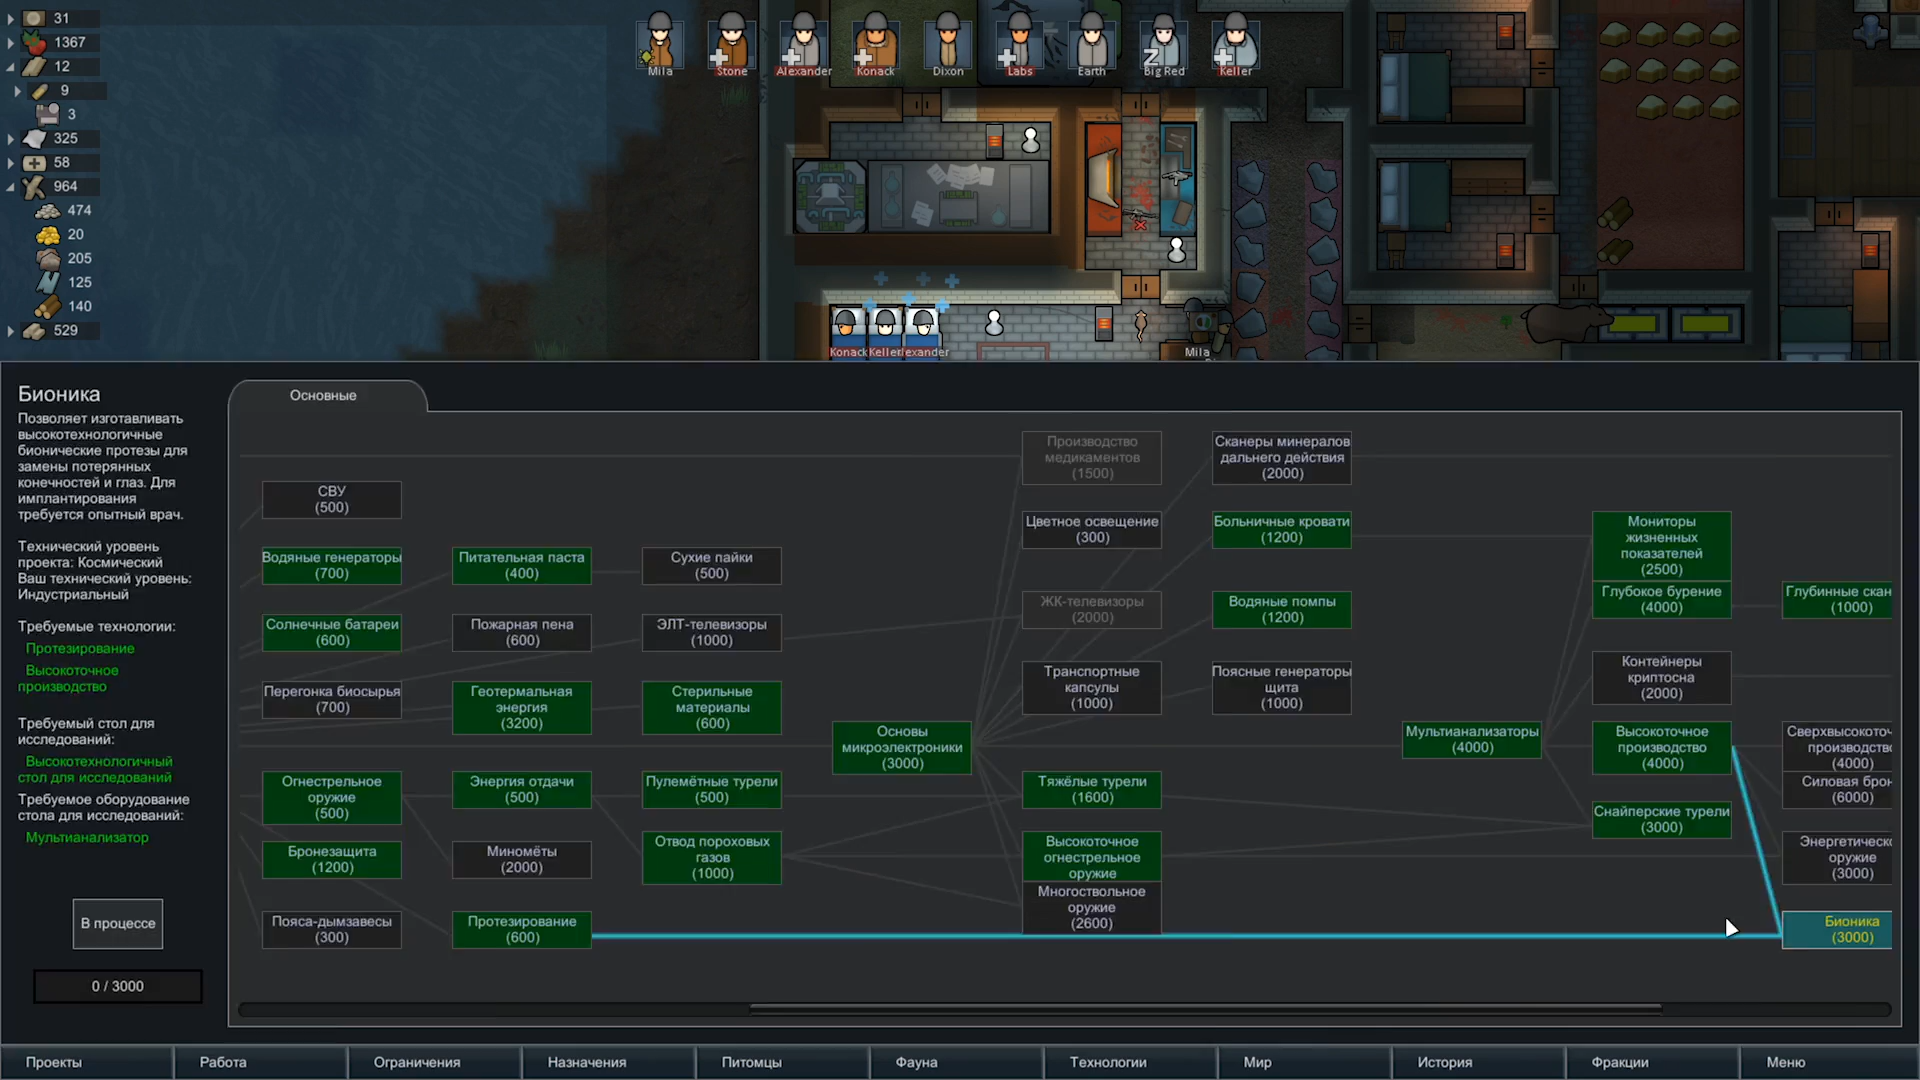 31
1367
12
9
3
325
58
964
474
20
205
125
140
529
Mila
Stone
Alexander
Konack
Dixon
Labs
Earth
Big Red
Keller
Z
Konack
Keller
exander
Mila
Бионика
Позволяет изготавливать
высокотехнологичные
бионические протезы для
замены потерянных
конечностей и глаз. Для
имплантирования
требуется опытный врач.
Технический уровень
проекта: Космический
Ваш технический уровень:
Индустриальный
Требуемые технологии:
Протезирование
Высокоточное
производство
Требуемый стол для
исследований:
Высокотехнологичный
стол для исследований
Требуемое оборудование
стола для исследований:
Мультианализатор
В процессе
0 / 3000
Основные
СВУ
(500)
Водяные генераторы
(700)
Солнечные батареи
(600)
Перегонка биосырья
(700)
Огнестрельное
оружие
(500)
Бронезащита
(1200)
Пояса-дымзавесы
(300)
Питательная паста
(400)
Пожарная пена
(600)
Геотермальная
энергия
(3200)
Энергия отдачи
(500)
Миномёты
(2000)
Протезирование
(600)
Сухие пайки
(500)
ЭЛТ-телевизоры
(1000)
Стерильные
материалы
(600)
Пулемётные турели
(500)
Отвод пороховых
газов
(1000)
Основы
микроэлектроники
(3000)
Производство
медикаментов
(1500)
Цветное освещение
(300)
ЖК-телевизоры
(2000)
Транспортные
капсулы
(1000)
Тяжёлые турели
(1600)
Высокоточное
огнестрельное
оружие
Многоствольное
оружие
(2600)
Сканеры минералов
дальнего действия
(2000)
Больничные кровати
(1200)
Водяные помпы
(1200)
Поясные генераторы
щита
(1000)
Мультианализаторы
(4000)
Мониторы
жизненных
показателей
(2500)
Глубокое бурение
(4000)
Контейнеры
криптосна
(2000)
Высокоточное
производство
(4000)
Снайперские турели
(3000)
Глубинные скан
(1000)
Сверхвысокоточ
производство
(4000)
Силовая брон
(6000)
Энергетическо
оружие
(3000)
Бионика
(3000)
Проекты
Работа
Ограничения
Назначения
Питомцы
Фауна
Технологии
Мир
История
Фракции
Меню